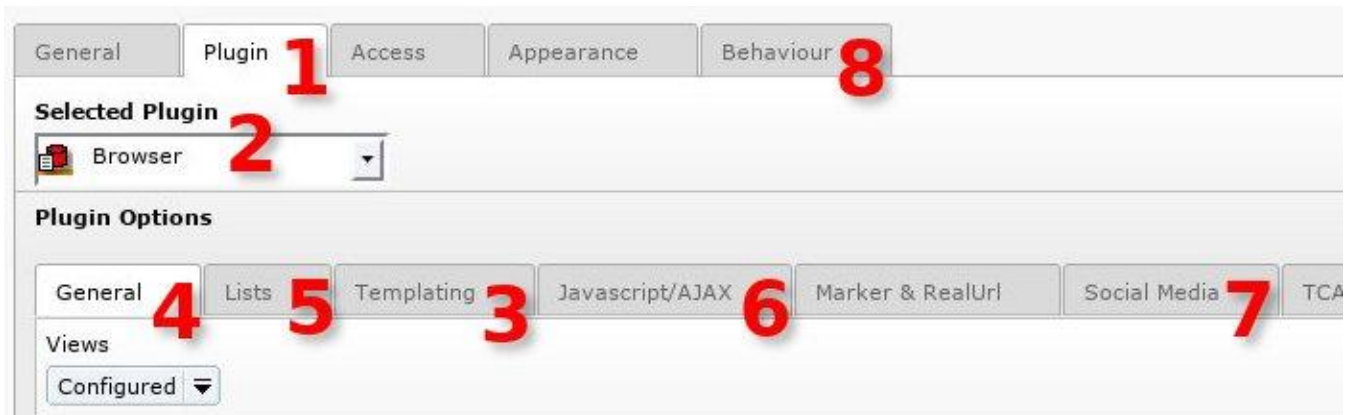 General Plugin 1 Access Appearance Behaviour 8
Selected Plugin
Browser 2
Plugin Options
General 4 Lists 5 Templating 3 Javascript/AJAX 6 Marker & RealUrl Social Media 7 TCA
Views
Configured